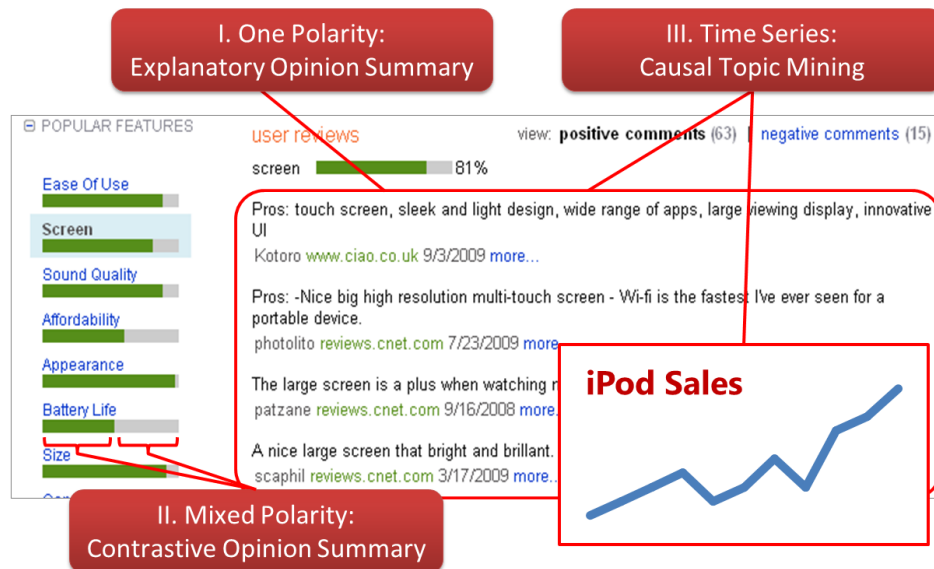 I. One Polarity:
Explanatory Opinion Summary
III. Time Series:
Causal Topic Mining
POPULAR FEATURES
Ease Of Use
Screen
Sound Quality
Affordability
Appearance
Battery Life
Size
user reviews
view: positive comments (63) | negative comments (15)
screen 81%
Pros: touch screen, sleek and light design, wide range of apps, large viewing display, innovative
UI
Kotoro www.ciao.co.uk 9/3/2009 more...
Pros: -Nice big high resolution multi-touch screen - Wi-fi is the fastest I've ever seen for a
portable device.
photolito reviews.cnet.com 7/23/2009 more
The large screen is a plus when watching
patzane reviews.cnet.com 9/16/2008 more.
A nice large screen that bright and brillant.
scaphil reviews.cnet.com 3/17/2009 more..
iPod Sales
II. Mixed Polarity:
Contrastive Opinion Summary